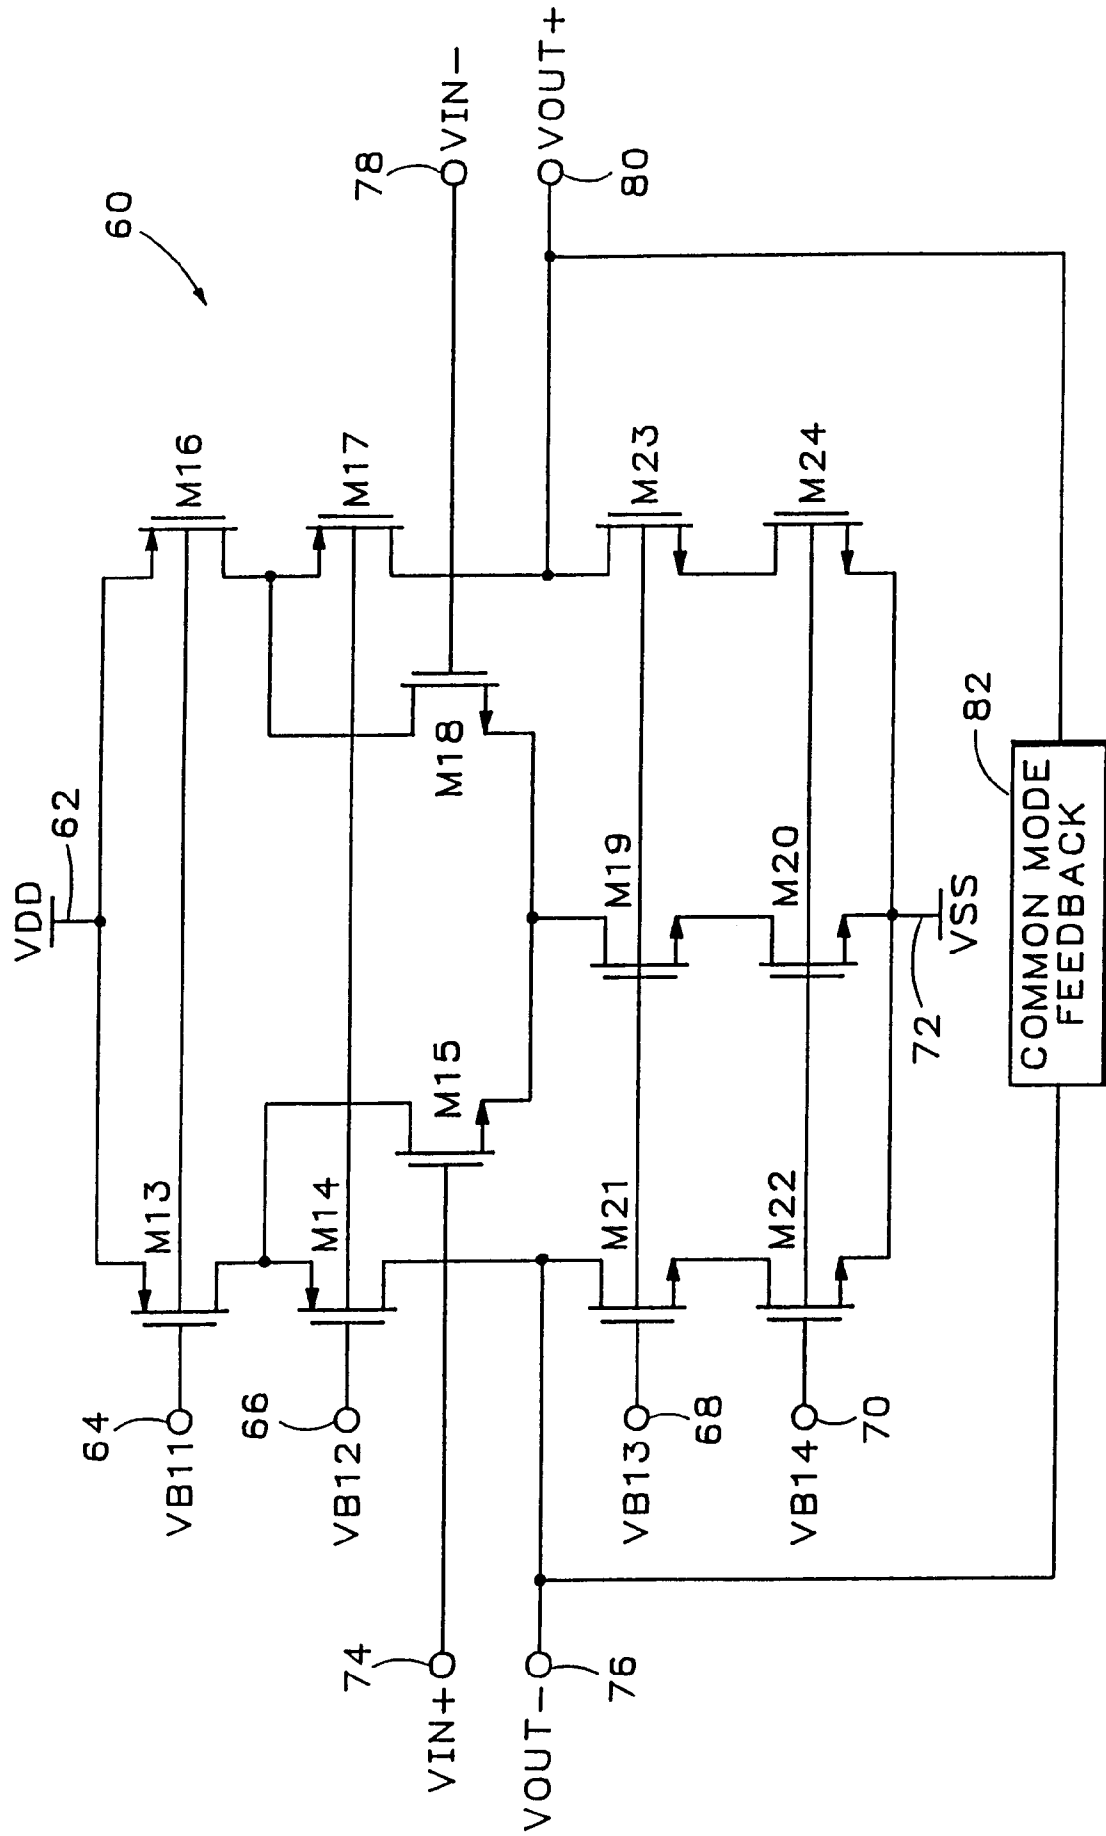 60
VDD
62
M13
M16
64
VB11
M14
M17
66
VB12
M15
M18
74
VIN+
78
VIN−
VOUT−
76
VOUT+
80
M21
M19
M23
VB13
68
M22
M20
M24
VB14
70
72
VSS
82
COMMON MODE
FEEDBACK